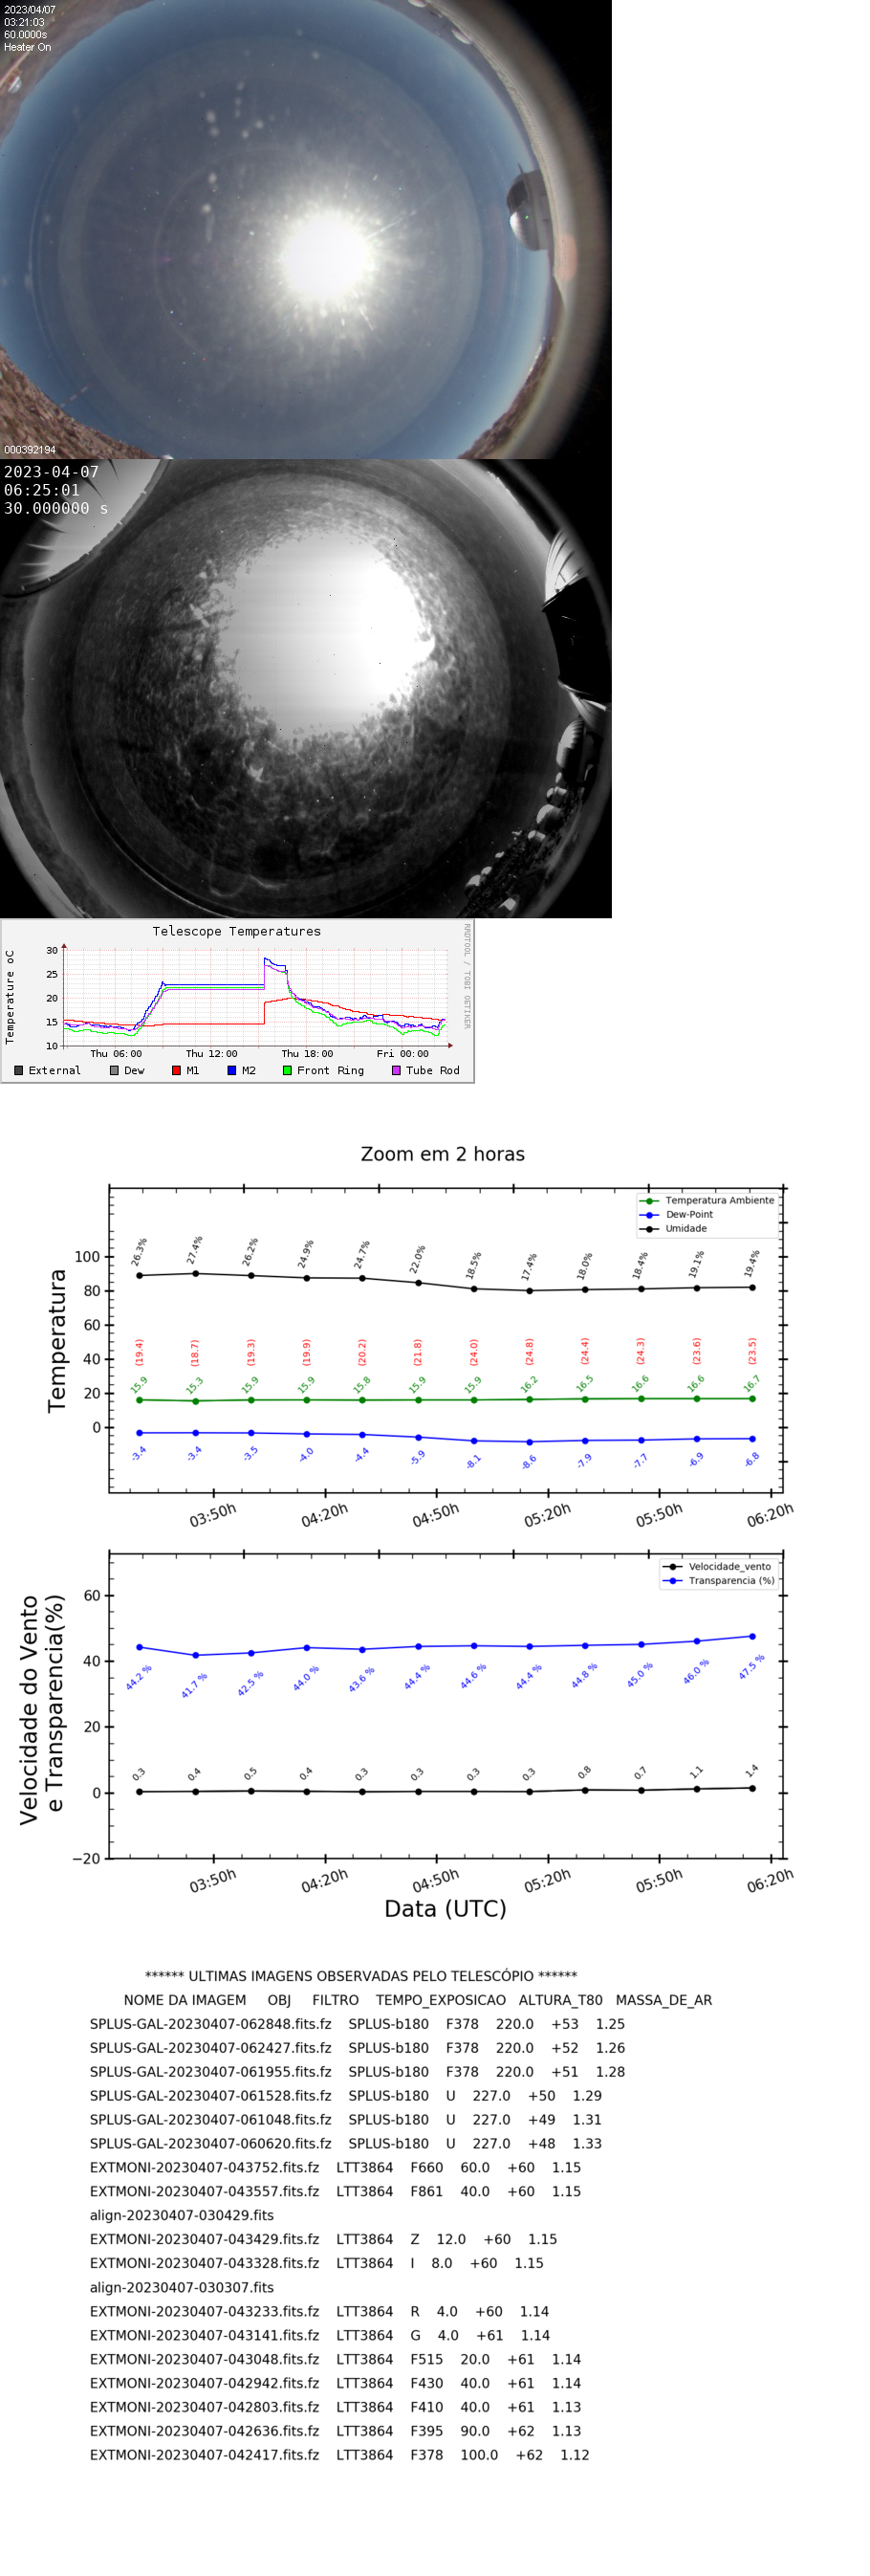 2023/04/07
03:21:03
60.0000s
Heater On
000392194
2023-04-07
06:25:01
30.000000 s
Telescope Temperatures
RRDTOOL / TOBI OETIKER
Temperature oC
30
25
20
15
10
Thu 06:00 Thu 12:00 Thu 18:00 Fri 00:00
External Dew M1 M2 Front Ring Tube Rod
Zoom em 2 horas
Temperatura Ambiente
Dew-Point
Umidade
Temperatura
100
80
60
40
20
0
26.3% 27.4% 26.2% 24.9% 24.7% 22.0% 18.5% 17.4% 18.0% 18.4% 19.1% 19.4%
(19.4) (18.7) (19.3) (19.9) (20.2) (21.8) (24.0) (24.8) (24.4) (24.3) (23.6) (23.5)
15.9 15.3 15.9 15.9 15.8 15.9 15.9 16.2 16.5 16.6 16.6 16.7
-3.4 -3.4 -3.5 -4.0 -4.4 -5.9 -8.1 -8.6 -7.9 -7.7 -6.9 -6.8
03:50h 04:20h 04:50h 05:20h 05:50h 06:20h
Velocidade_vento
Transparencia (%)
Velocidade do Vento
e Transparencia(%)
60
40
20
0
−20
44.2 % 41.7 % 42.5 % 44.0 % 43.6 % 44.4 % 44.6 % 44.4 % 44.8 % 45.0 % 46.0 % 47.5 %
0.3 0.4 0.5 0.4 0.3 0.3 0.3 0.3 0.8 0.7 1.1 1.4
03:50h 04:20h 04:50h 05:20h 05:50h 06:20h
Data (UTC)
****** ULTIMAS IMAGENS OBSERVADAS PELO TELESCÓPIO ******
NOME DA IMAGEM OBJ FILTRO TEMPO_EXPOSICAO ALTURA_T80 MASSA_DE_AR
SPLUS-GAL-20230407-062848.fits.fz SPLUS-b180 F378 220.0 +53 1.25
SPLUS-GAL-20230407-062427.fits.fz SPLUS-b180 F378 220.0 +52 1.26
SPLUS-GAL-20230407-061955.fits.fz SPLUS-b180 F378 220.0 +51 1.28
SPLUS-GAL-20230407-061528.fits.fz SPLUS-b180 U 227.0 +50 1.29
SPLUS-GAL-20230407-061048.fits.fz SPLUS-b180 U 227.0 +49 1.31
SPLUS-GAL-20230407-060620.fits.fz SPLUS-b180 U 227.0 +48 1.33
EXTMONI-20230407-043752.fits.fz LTT3864 F660 60.0 +60 1.15
EXTMONI-20230407-043557.fits.fz LTT3864 F861 40.0 +60 1.15
align-20230407-030429.fits
EXTMONI-20230407-043429.fits.fz LTT3864 Z 12.0 +60 1.15
EXTMONI-20230407-043328.fits.fz LTT3864 I 8.0 +60 1.15
align-20230407-030307.fits
EXTMONI-20230407-043233.fits.fz LTT3864 R 4.0 +60 1.14
EXTMONI-20230407-043141.fits.fz LTT3864 G 4.0 +61 1.14
EXTMONI-20230407-043048.fits.fz LTT3864 F515 20.0 +61 1.14
EXTMONI-20230407-042942.fits.fz LTT3864 F430 40.0 +61 1.14
EXTMONI-20230407-042803.fits.fz LTT3864 F410 40.0 +61 1.13
EXTMONI-20230407-042636.fits.fz LTT3864 F395 90.0 +62 1.13
EXTMONI-20230407-042417.fits.fz LTT3864 F378 100.0 +62 1.12